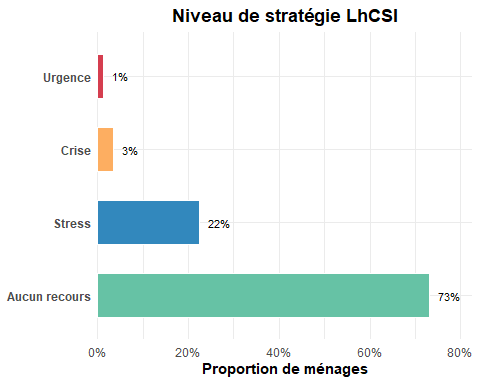 Niveau de stratégie LhCSI
Urgence
1%
Crise
3%
Stress
22%
Aucun recours
73%
0%
20%
40%
60%
80%
Proportion de ménages